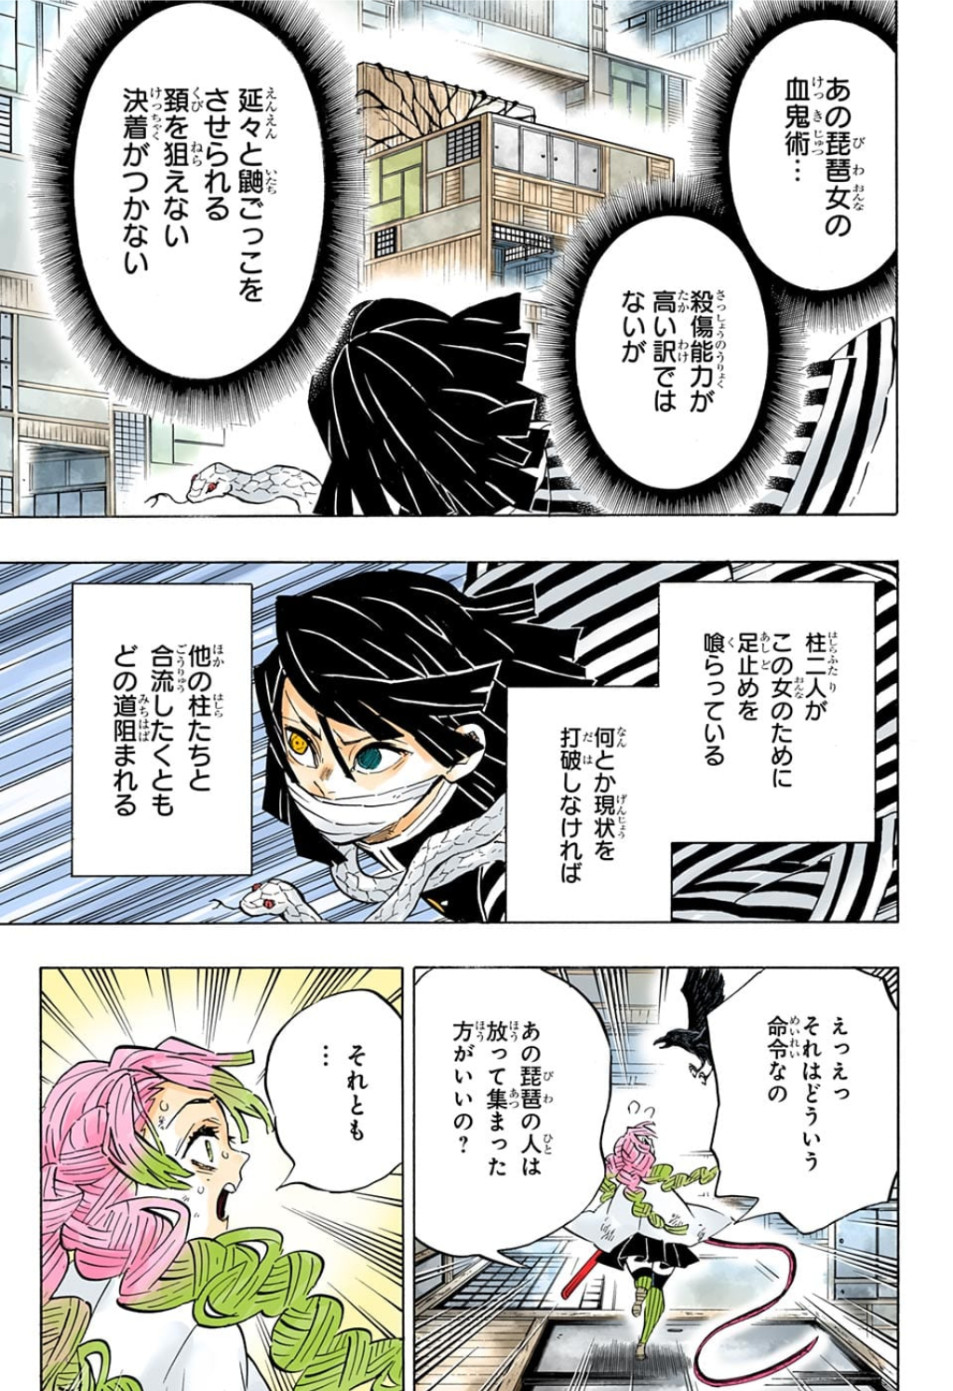 あの琵琶女の
血鬼術…
殺傷能力が
高い訳では
ないが
延々と鼬ごっこを
させられる
頚を狙えない
決着がつかない
柱二人が
この女のために
足止めを
喰らっている
何とか現状を
打破しなければ
他の柱たちと
合流したくとも
どの道阻まれる
えっえっ
それはどういう
命令なの
あの琵琶の人は
放って集まった
方がいいの？
それとも
…